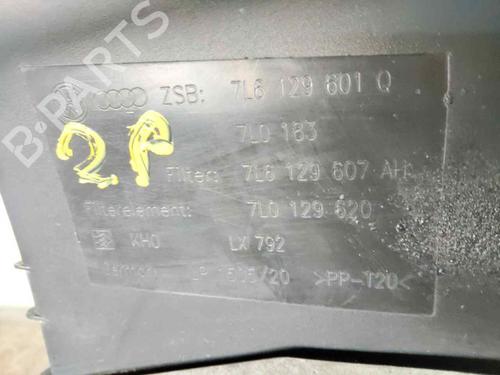 B-PARTS
ZSB: 7L6 129 601 Q
7L0 183
2P
Filter: 7L6 129 607 AH
Filterelement: 7L0 129 620
KHO LX 792
>PP-T20<